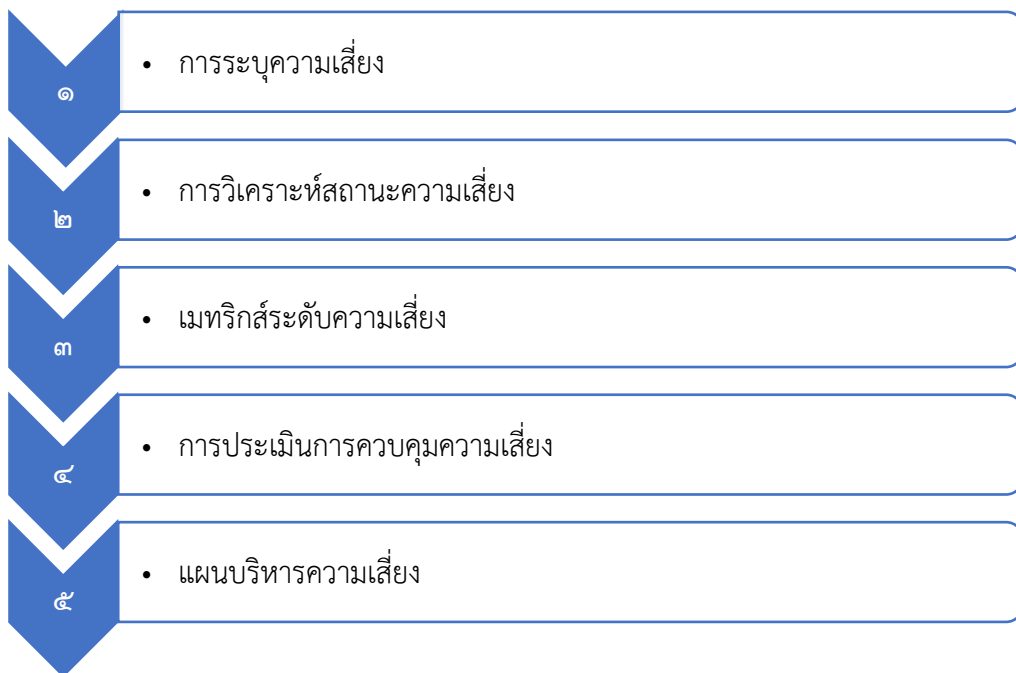 ๑
• การระบุความเสี่ยง
๒
• การวิเคราะห์สถานะความเสี่ยง
๓
• เมทริกส์ระดับความเสี่ยง
๔
• การประเมินการควบคุมความเสี่ยง
๕
• แผนบริหารความเสี่ยง